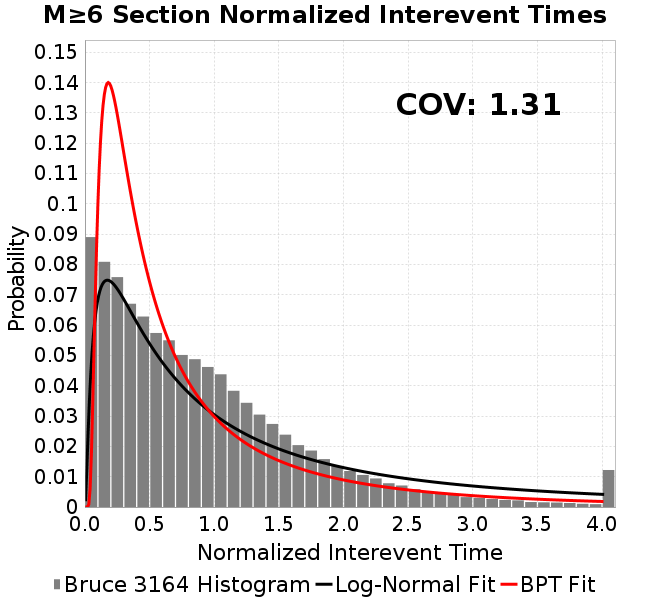 M≥6 Section Normalized Interevent Times
COV: 1.31
Probability
0.15
0.14
0.13
0.12
0.11
0.1
0.09
0.08
0.07
0.06
0.05
0.04
0.03
0.02
0.01
0
0.0 0.5 1.0 1.5 2.0 2.5 3.0 3.5 4.0
Normalized Interevent Time
Bruce 3164 Histogram Log-Normal Fit BPT Fit